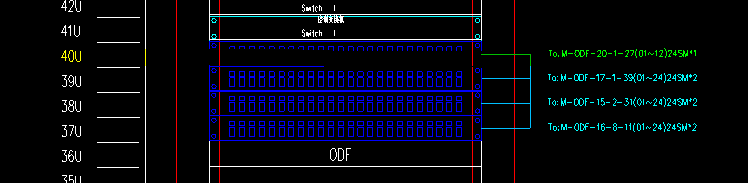 42U
Switch 1
41U
Switch 1
40U
To:M-ODF-20-1-27(01~12)24SM*1
39U
To:M-ODF-17-1-39(01~24)24SM*2
38U
To:M-ODF-15-2-31(01~24)24SM*2
37U
To:M-ODF-16-8-11(01~24)24SM*2
36U
ODF
35U